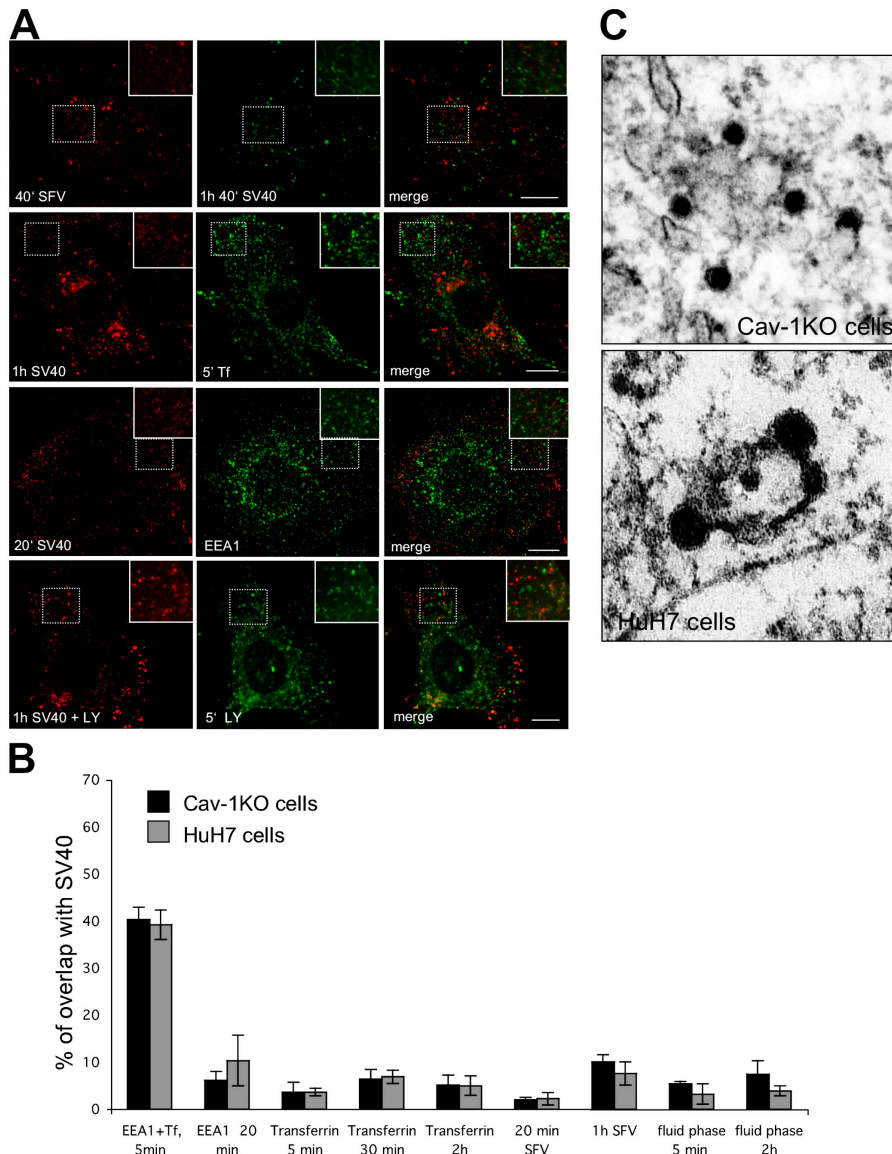 A
40' SFV
1h 40' SV40
merge
1h SV40
5' Tf
merge
20' SV40
EEA1
merge
1h SV40 + LY
5' LY
merge
C
Cav-1KO cells
HuH7 cells
B
% of overlap with SV40
70
60
50
40
30
20
10
0
Cav-1KO cells
HuH7 cells
EEA1+Tf, 5min
EEA1 20 min
Transferrin 5 min
Transferrin 30 min
Transferrin 2h
20 min SFV
1h SFV
fluid phase 5 min
fluid phase 2h